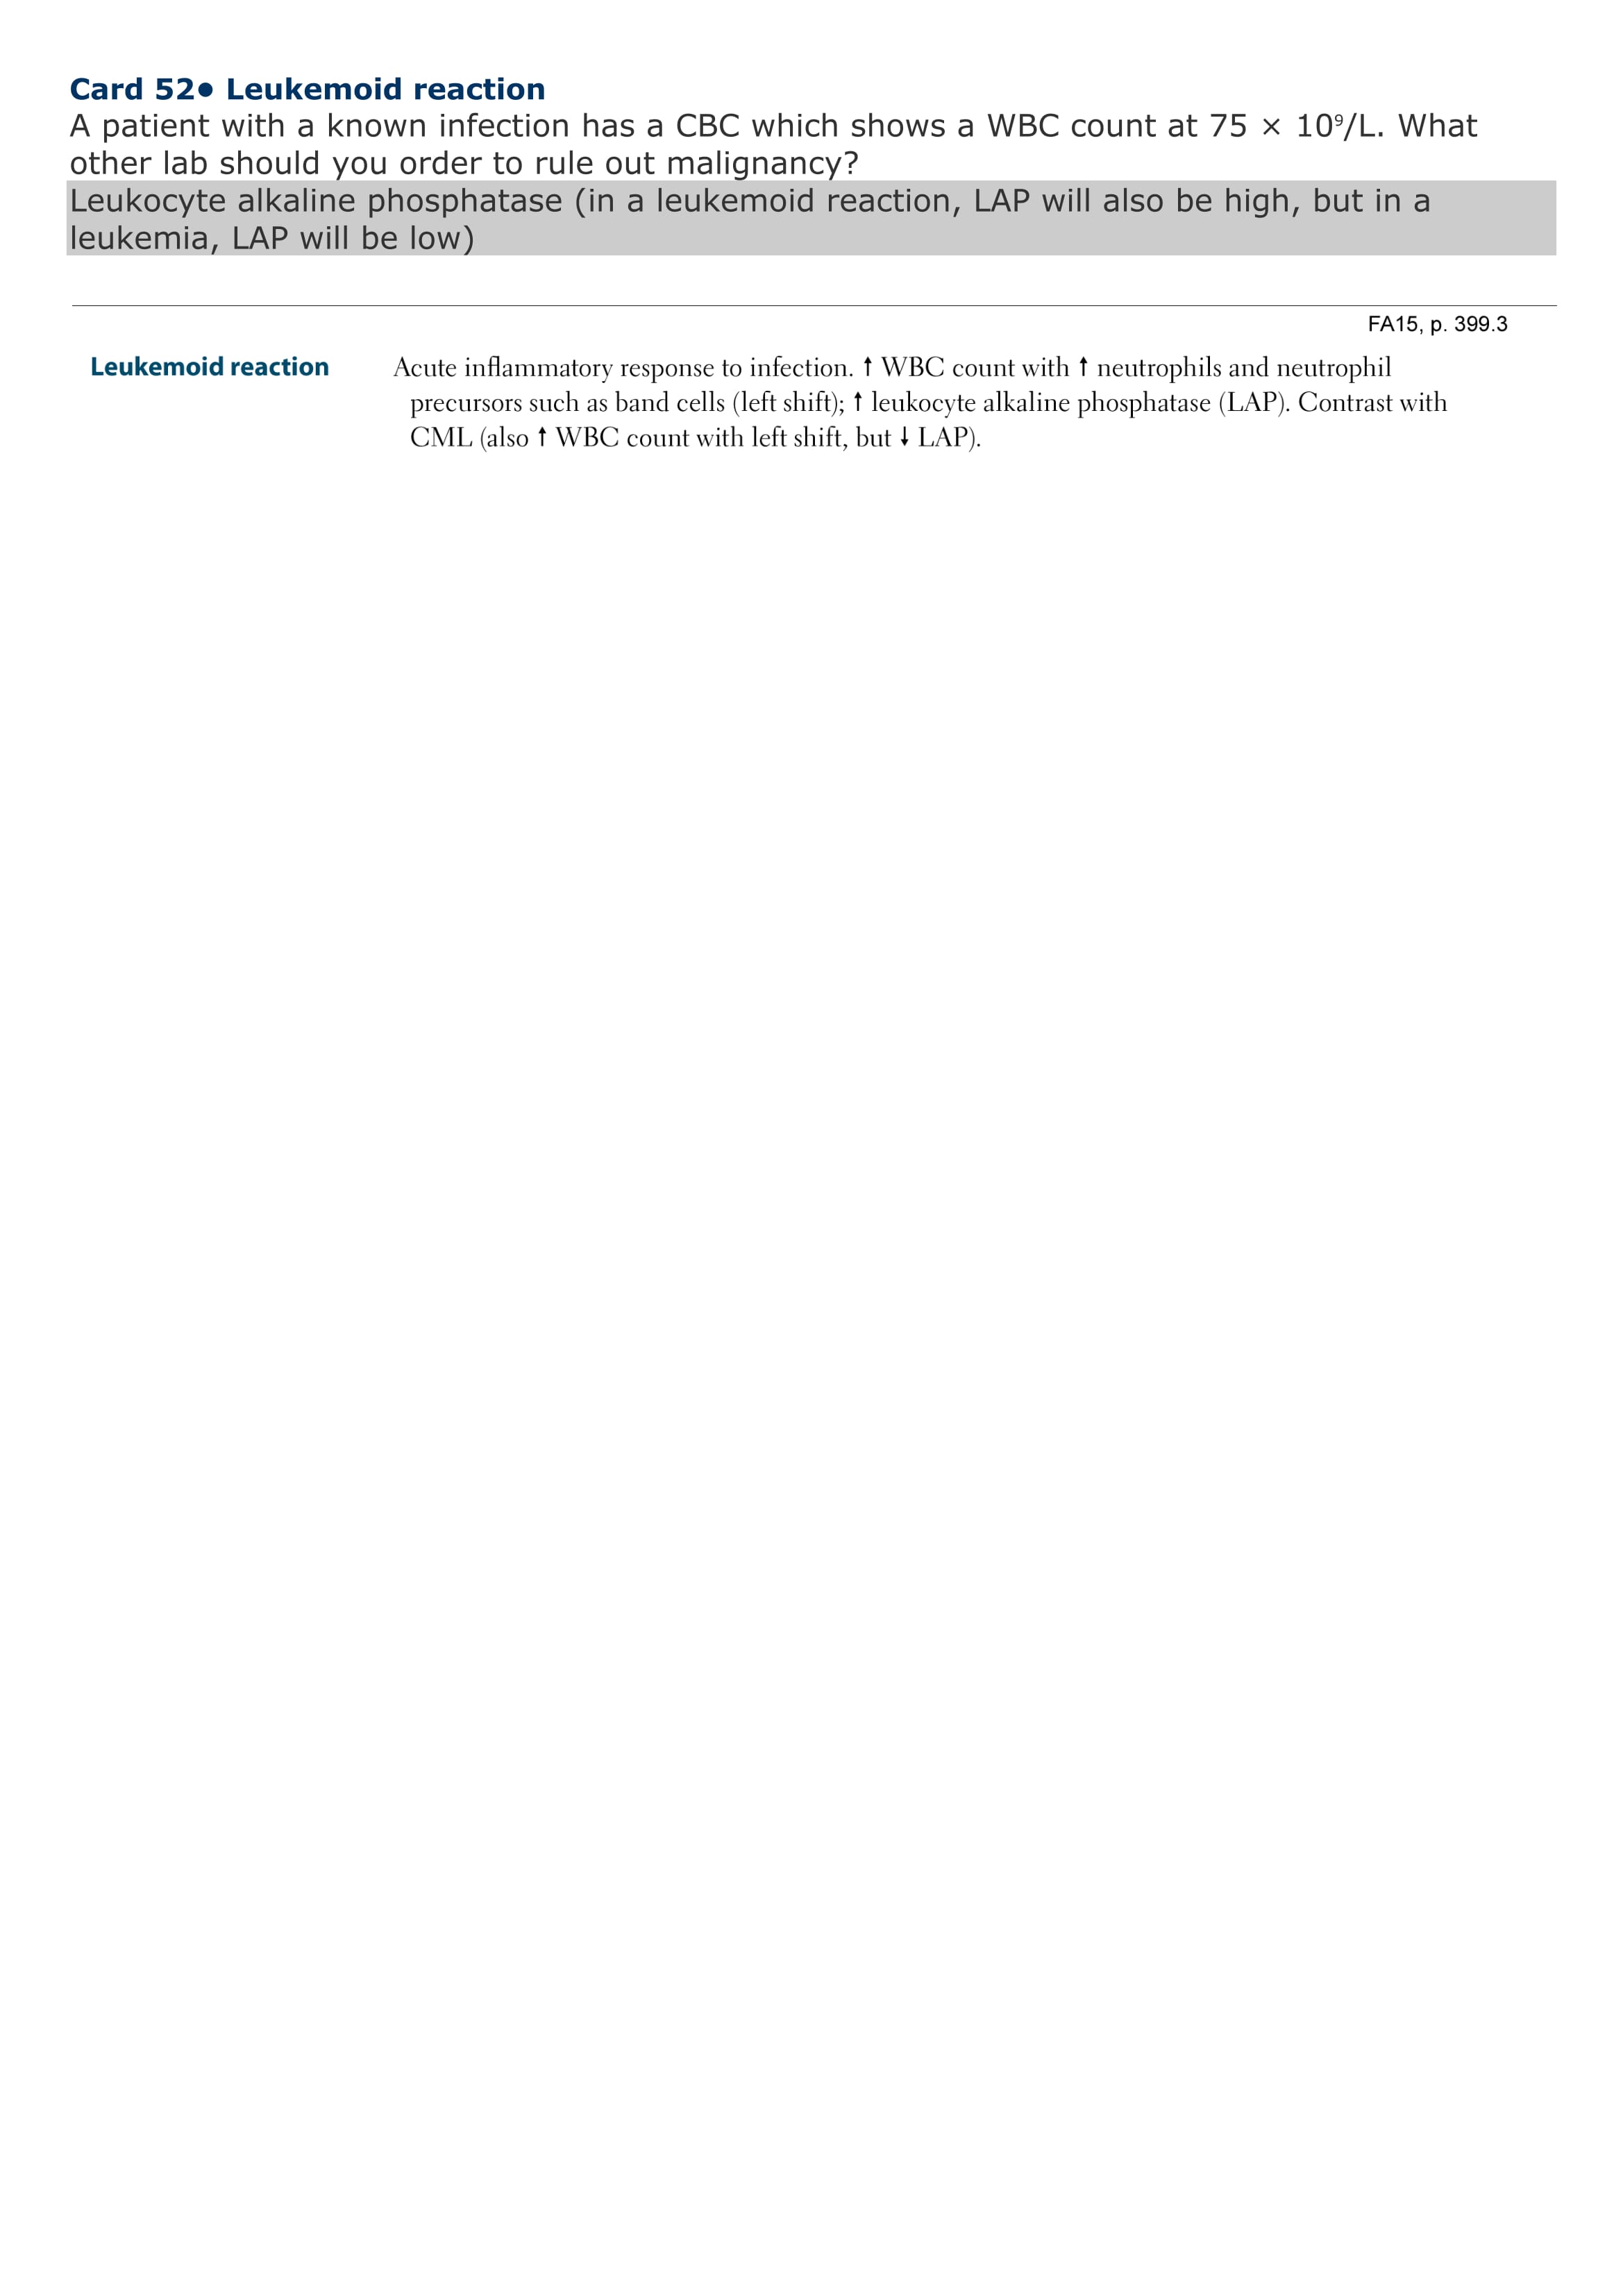 Card 52• Leukemoid reaction
A patient with a known infection has a CBC which shows a WBC count at 75 × 10⁹/L. What
other lab should you order to rule out malignancy?
Leukocyte alkaline phosphatase (in a leukemoid reaction, LAP will also be high, but in a
leukemia, LAP will be low)
FA15, p. 399.3
Leukemoid reaction Acute inflammatory response to infection. ↑ WBC count with ↑ neutrophils and neutrophil
precursors such as band cells (left shift); ↑ leukocyte alkaline phosphatase (LAP). Contrast with
CML (also ↑ WBC count with left shift, but ↓ LAP).